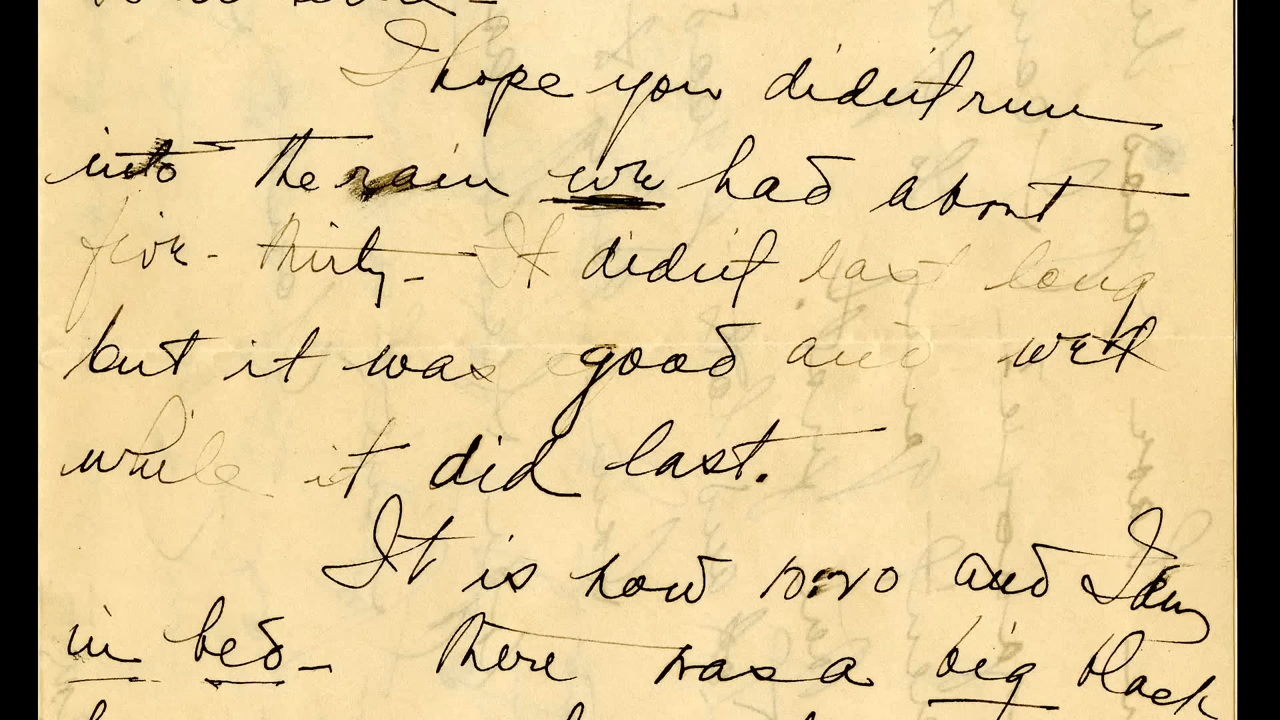 I hope you didn't run
into the rain we had about
five-thirty- It didn't last long
but it was good and wet
while it did last.
It is now 10:20 and I am
in bed- There was a big black